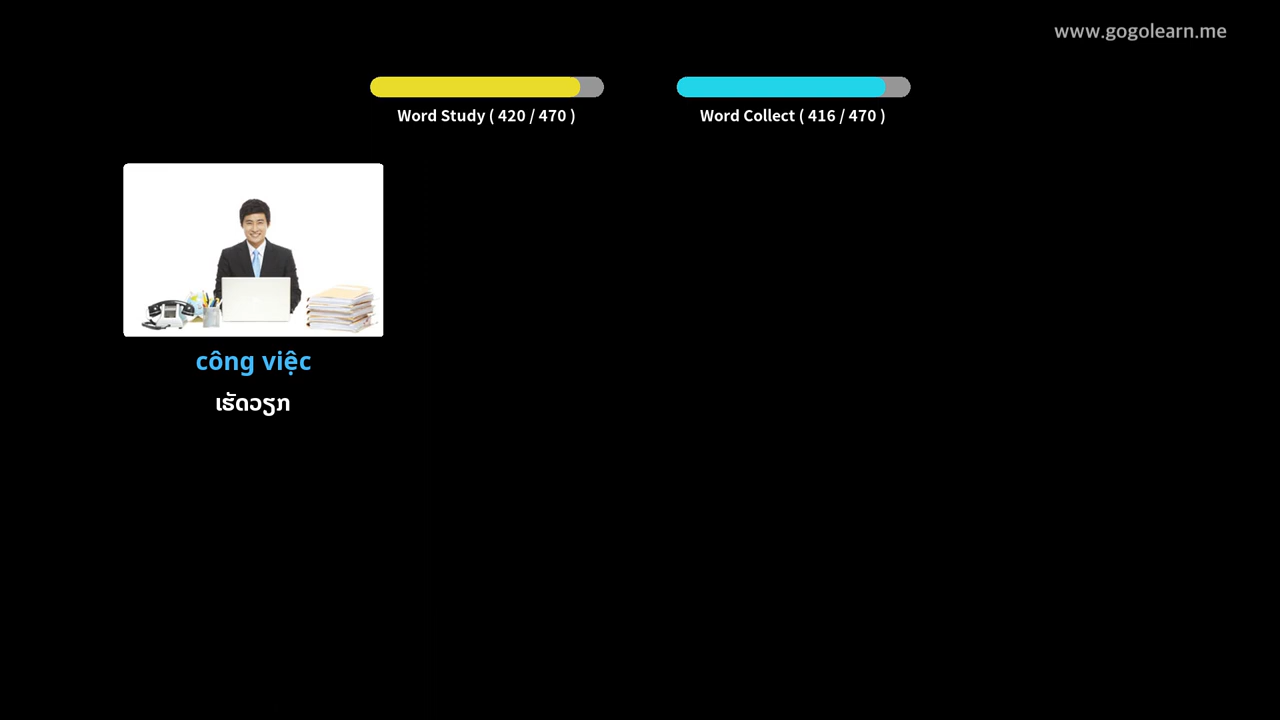 www.gogolearn.me
Word Study ( 420 / 470 )
Word Collect ( 416 / 470 )
công việc
ເຮັດວຽກ